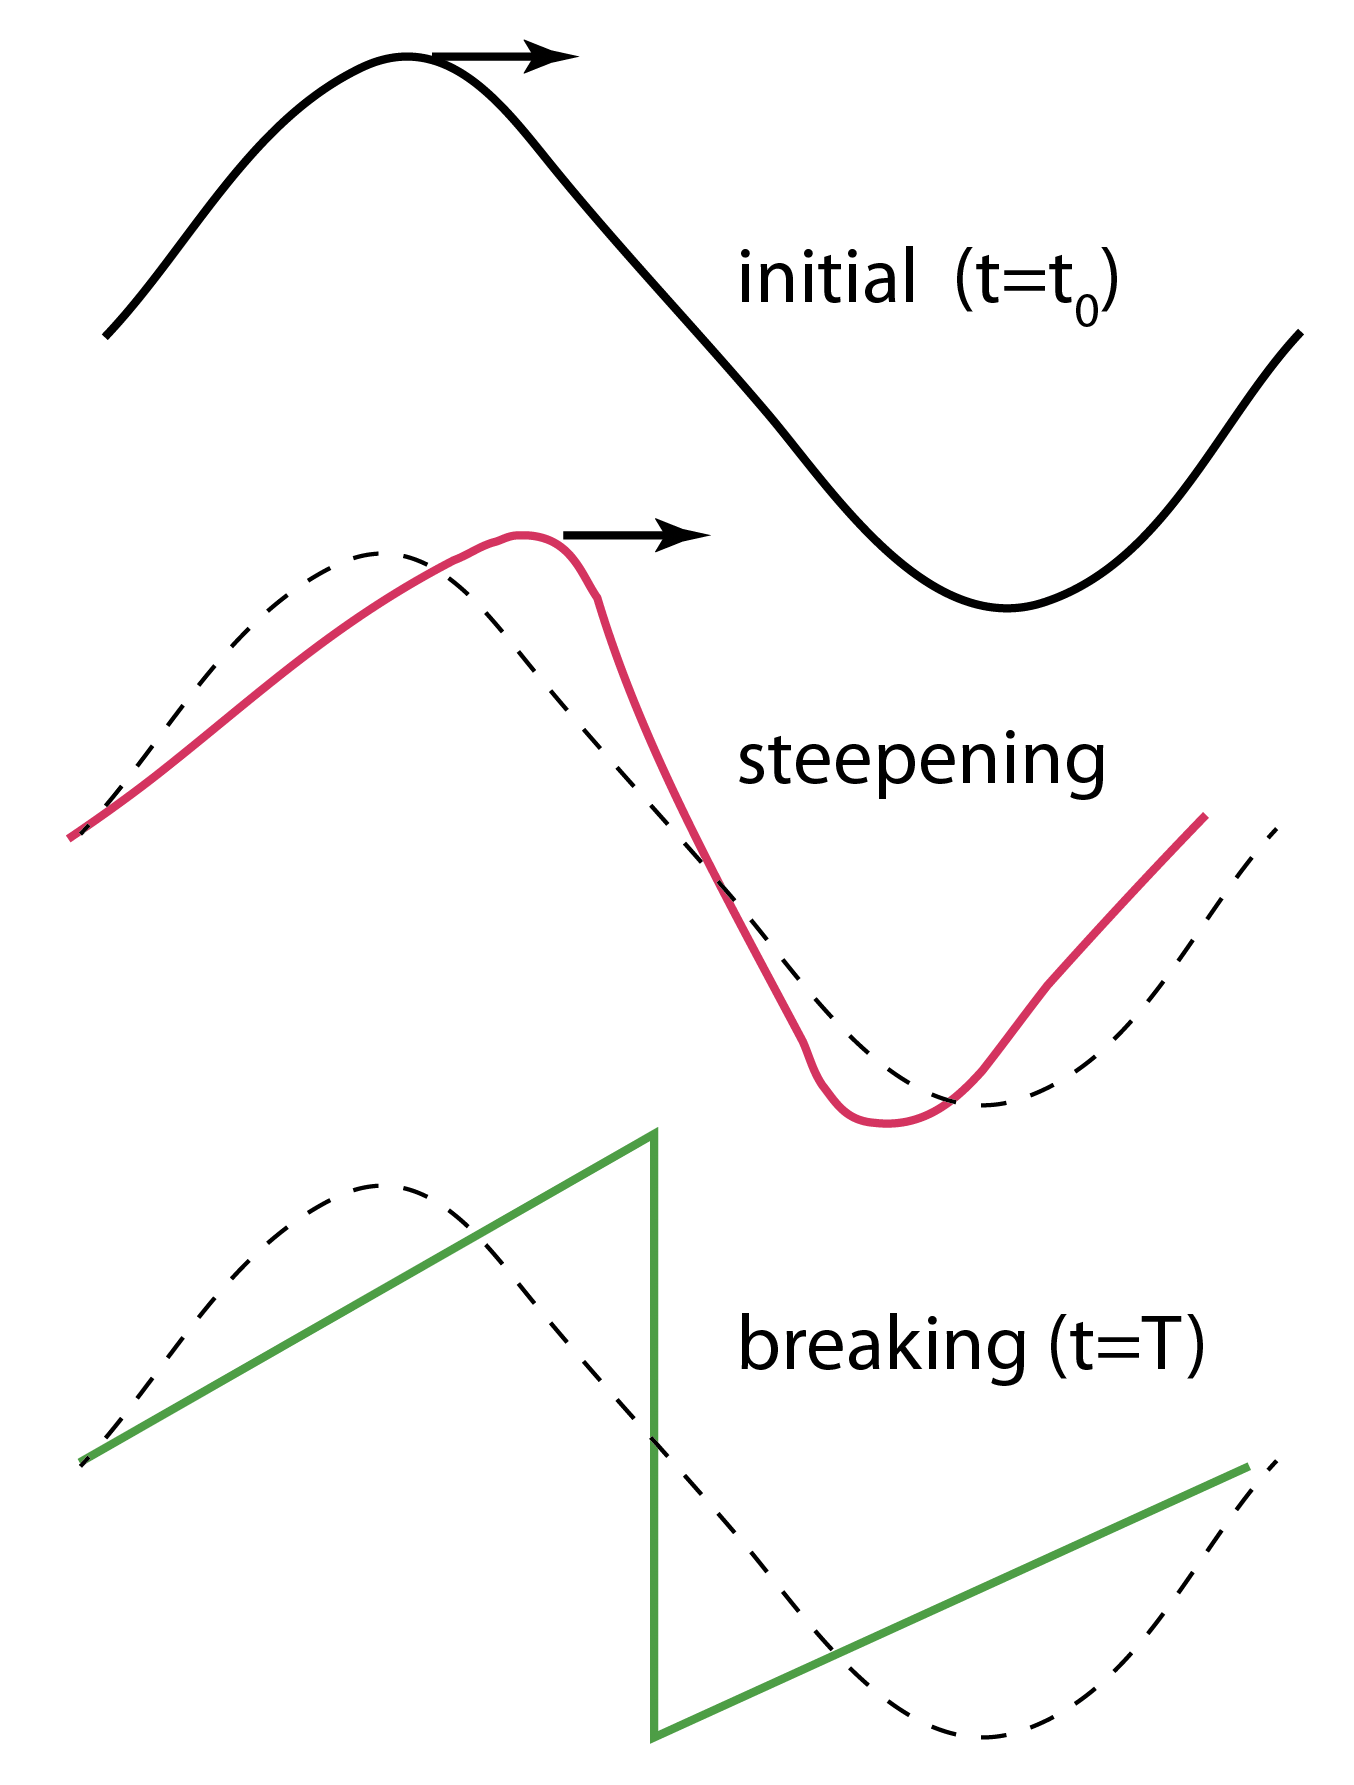 initial (t=t₀)
steepening
breaking (t=T)